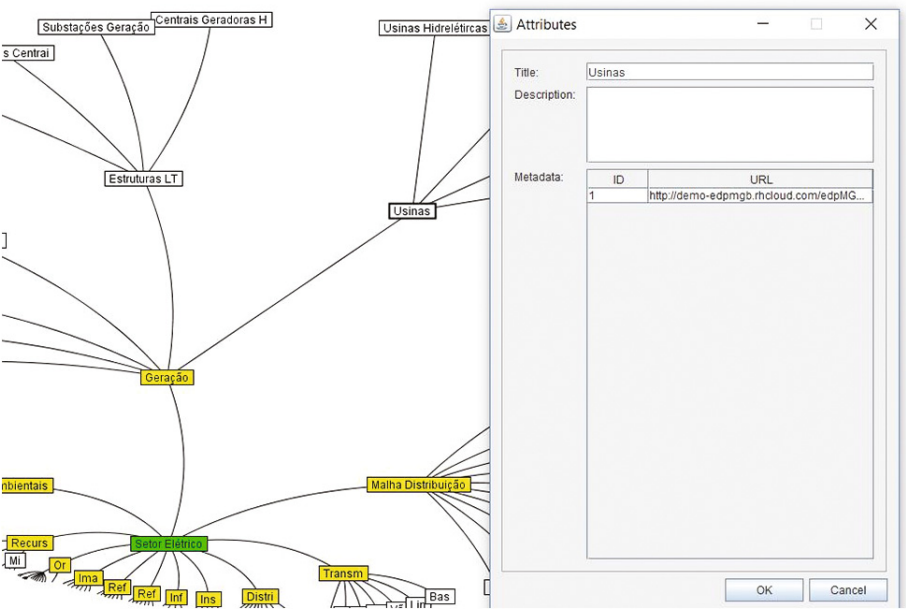 Substações Geração
Centrais Geradoras H
s Centrai
Usinas Hidrelétircas
Estruturas LT
Usinas
Geração
mbientais
Malha Distribuição
Setor Elétrico
Recurs
Mi
Or
Ima
Ref
Ref
Inf
Ins
Distri
Transm
Bas
Attributes
Title:
Usinas
Description:
Metadata:
ID URL
1 http://demo-edpmgb.rhcloud.com/edpMG...
OK Cancel